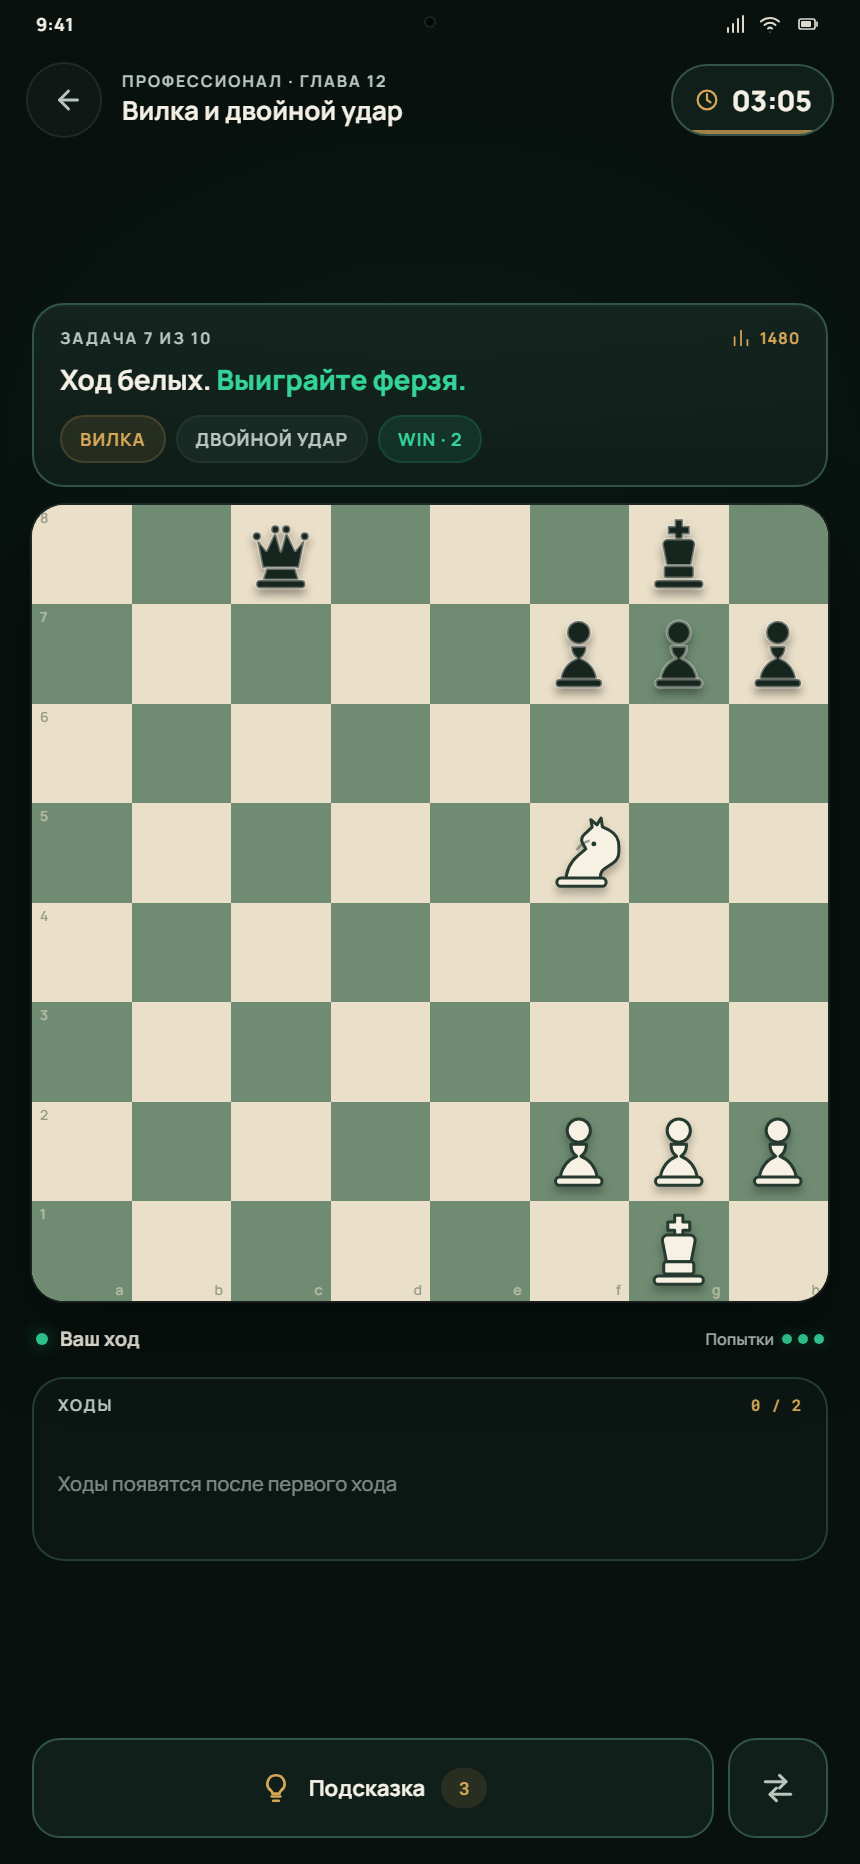 9:41
ПРОФЕССИОНАЛ · ГЛАВА 12
Вилка и двойной удар
03:05
ЗАДАЧА 7 ИЗ 10
1480
Ход белых. Выиграйте ферзя.
ВИЛКА
ДВОЙНОЙ УДАР
WIN · 2
8
7
6
5
4
3
2
1
a b c d e f g h
Ваш ход
Попытки
ХОДЫ
0 / 2
Ходы появятся после первого хода
Подсказка 3